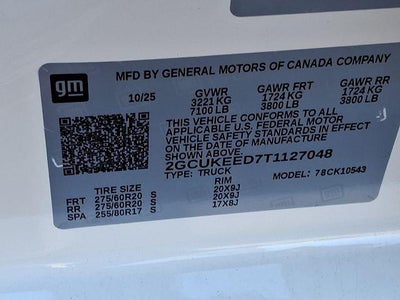 gm
MFD BY GENERAL MOTORS OF CANADA COMPANY
10/25 GVWR GAWR FRT GAWR RR
3221 KG 1724 KG 1724 KG
7100 LB 3800 LB 3800 LB
THIS VEHICLE CONFORMS TO ALL
APPLICABLE U.S. FEDERAL MOTOR
VEHICLE SAFETY STANDARDS IN EFFECT
ON THE DATE OF MANUFACTURE SHOWN ABOVE.
2GCUKEED7T1127048
TYPE: TRUCK MODEL: *8CK10543
TIRE SIZE RIM
FRT 275/60R20 S 20X9J
RR 275/60R20 S 20X9J
SPA 255/80R17 S 17X8J